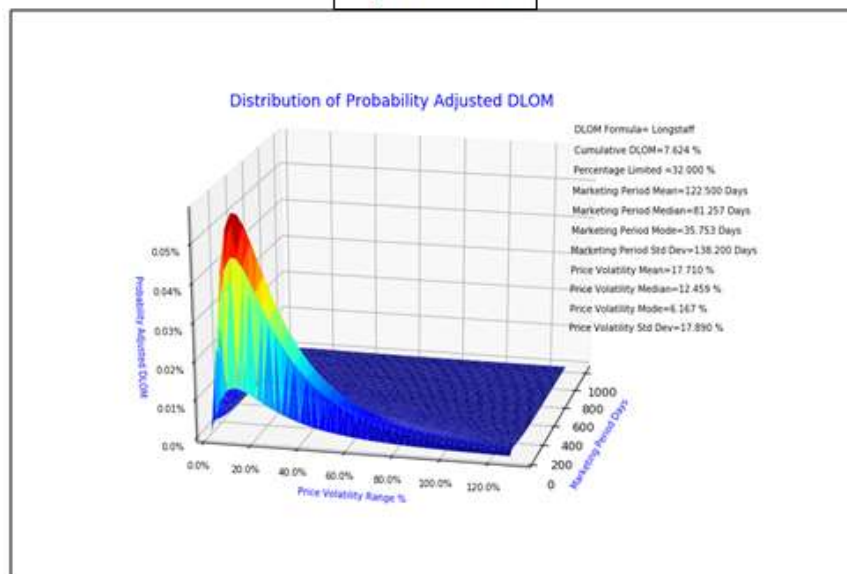 Distribution of Probability Adjusted DLOM
DLOM Formula= Longstaff
Cumulative DLOM=7.624 %
Percentage Limited =32.000 %
Marketing Period Mean=122.500 Days
Marketing Period Median=81.257 Days
Marketing Period Mode=35.753 Days
Marketing Period Std Dev=138.200 Days
Price Volatility Mean=17.710 %
Price Volatility Median=12.459 %
Price Volatility Mode=6.167 %
Price Volatility Std Dev=17.890 %
Probability Adjusted DLOM
0.05%
0.04%
0.03%
0.02%
0.01%
0.0%
0.0%
20.0%
40.0%
60.0%
80.0%
100.0%
120.0%
Price Volatility Range %
0
200
400
600
800
1000
Marketing Period Days